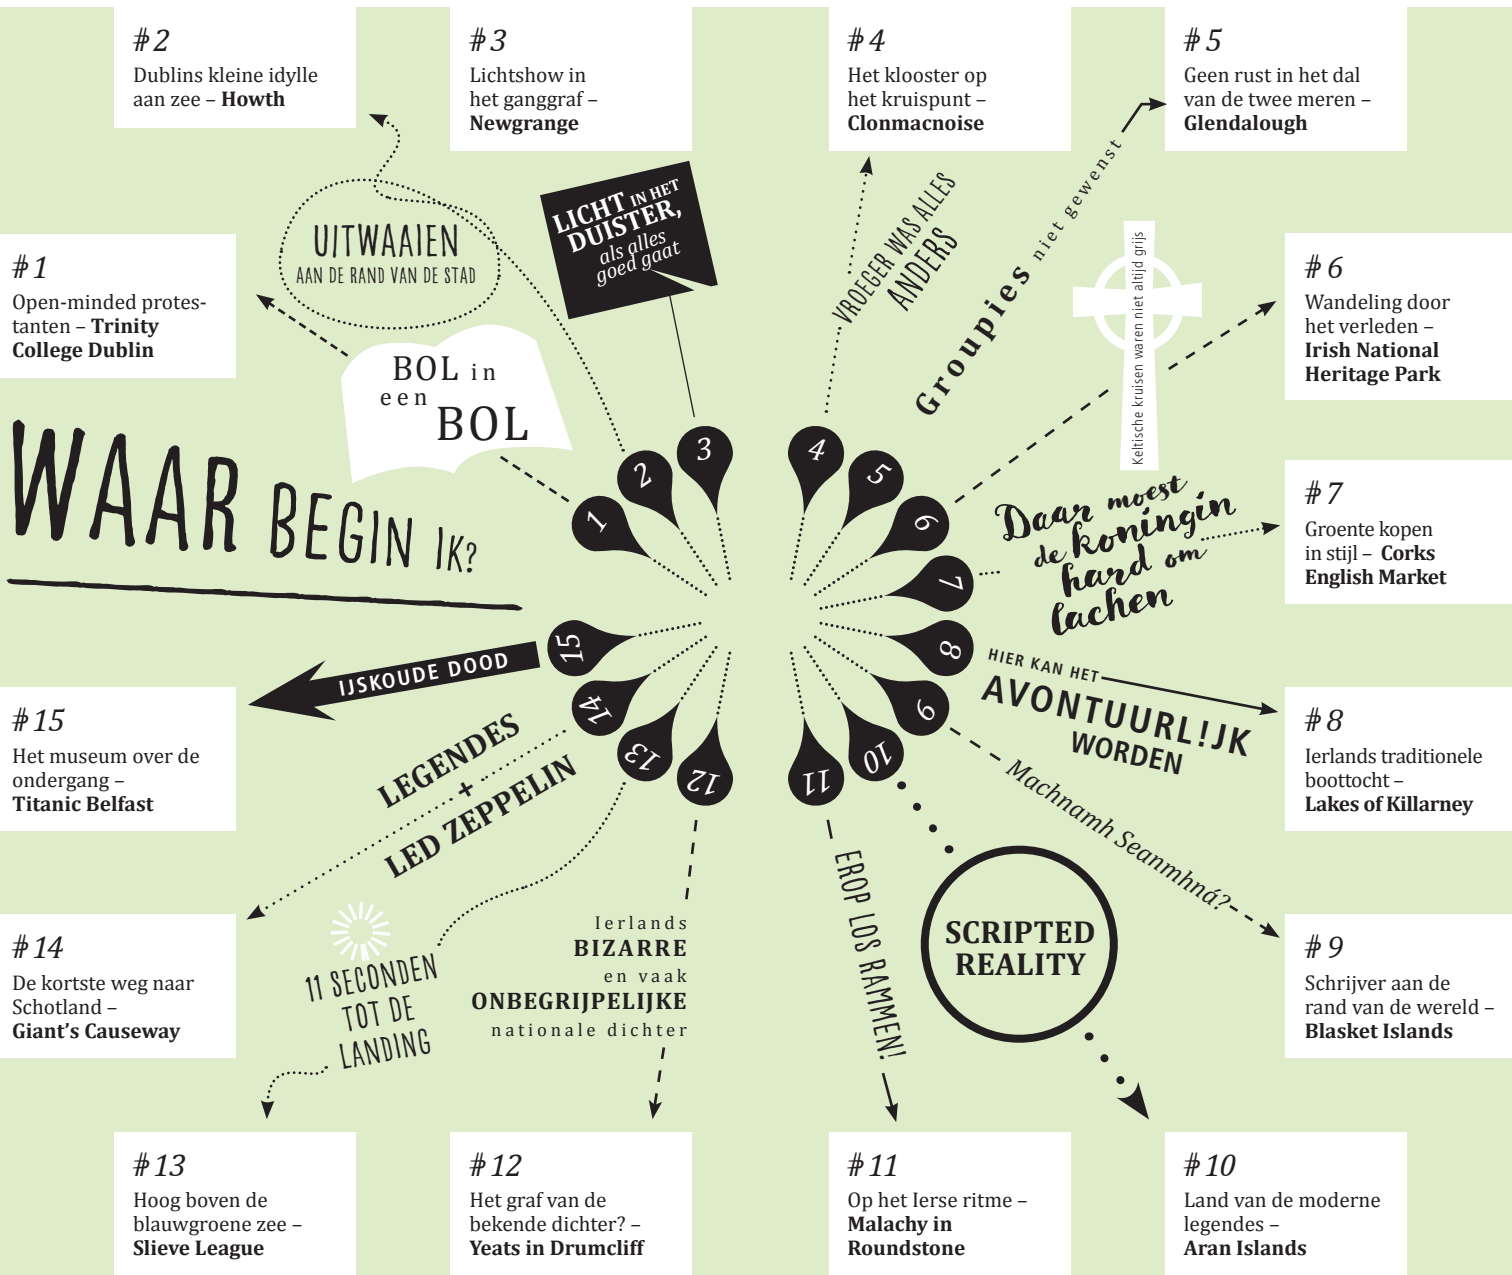 #2
Dublins kleine idylle
aan zee – Howth
#3
Lichtshow in
het ganggraf –
Newgrange
#4
Het klooster op
het kruispunt –
Clonmacnoise
#5
Geen rust in het dal
van de twee meren –
Glendalough
#1
Open-minded protes-
tanten – Trinity
College Dublin
UITWAAIEN
AAN DE RAND VAN DE STAD
LICHT IN HET
DUISTER,
als alles
goed gaat
VROEGER WAS ALLES
ANDERS
Groupies niet gewenst
Keltische kruisen waren niet altijd grijs
#6
Wandeling door
het verleden –
Irish National
Heritage Park
BOL in
een
BOL
WAAR BEGIN IK?
1
2
3
4
5
6
7
8
9
10
11
12
13
14
15
Daar moest
de koningin
hard om
lachen
#7
Groente kopen
in stijl – Corks
English Market
IJSKOUDE DOOD
HIER KAN HET
AVONTUURL!JK
WORDEN
#15
Het museum over de
ondergang –
Titanic Belfast
#8
Ierlands traditionele
boottocht –
Lakes of Killarney
LEGENDES
+
LED ZEPPELIN
Machnamh Seanmhná?
#14
De kortste weg naar
Schotland –
Giant's Causeway
11 SECONDEN
TOT DE
LANDING
Ierlands
BIZARRE
en vaak
ONBEGRIJPELIJKE
nationale dichter
EROP LOS RAMMEN!
SCRIPTED
REALITY
#9
Schrijver aan de
rand van de wereld –
Blasket Islands
#13
Hoog boven de
blauwgroene zee –
Slieve League
#12
Het graf van de
bekende dichter? –
Yeats in Drumcliff
#11
Op het Ierse ritme –
Malachy in
Roundstone
#10
Land van de moderne
legendes –
Aran Islands